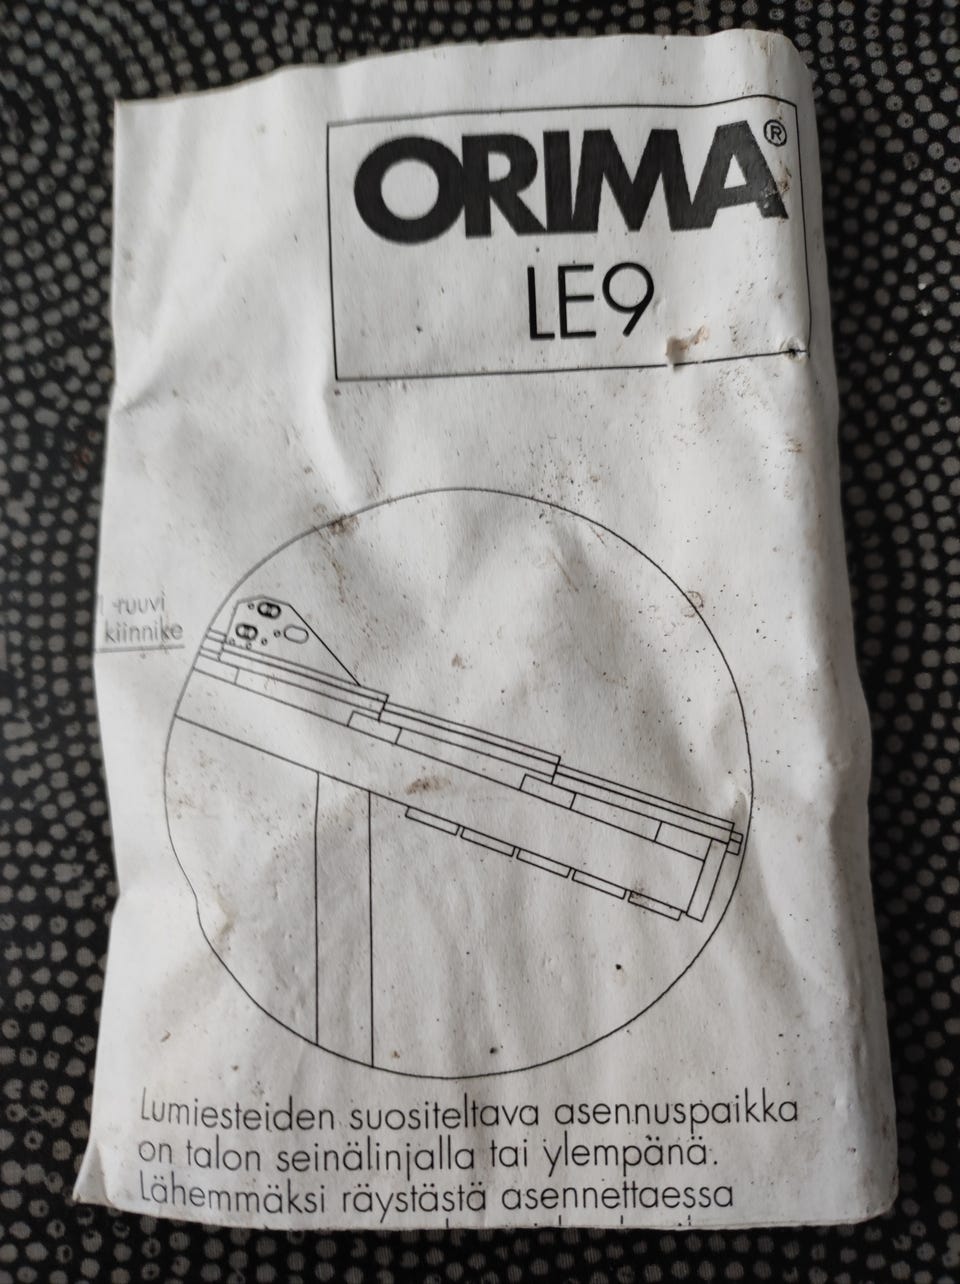 ORIMA®
LE9
-ruuvi
kiinnike
Lumiesteiden suositeltava asennuspaikka
on talon seinälinjalla tai ylempänä.
Lähemmäksi räystästä asennettaessa